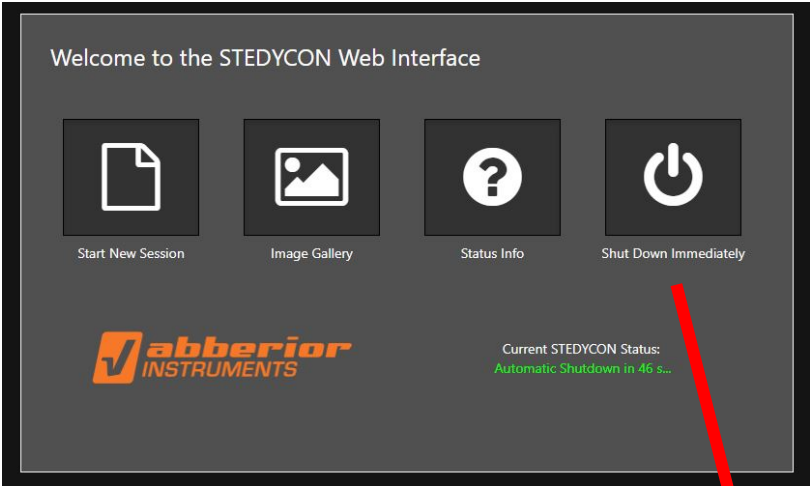 Welcome to the STEDYCON Web Interface
Start New Session
Image Gallery
Status Info
Shut Down Immediately
abberior
INSTRUMENTS
Current STEDYCON Status:
Automatic Shutdown in 46 s...